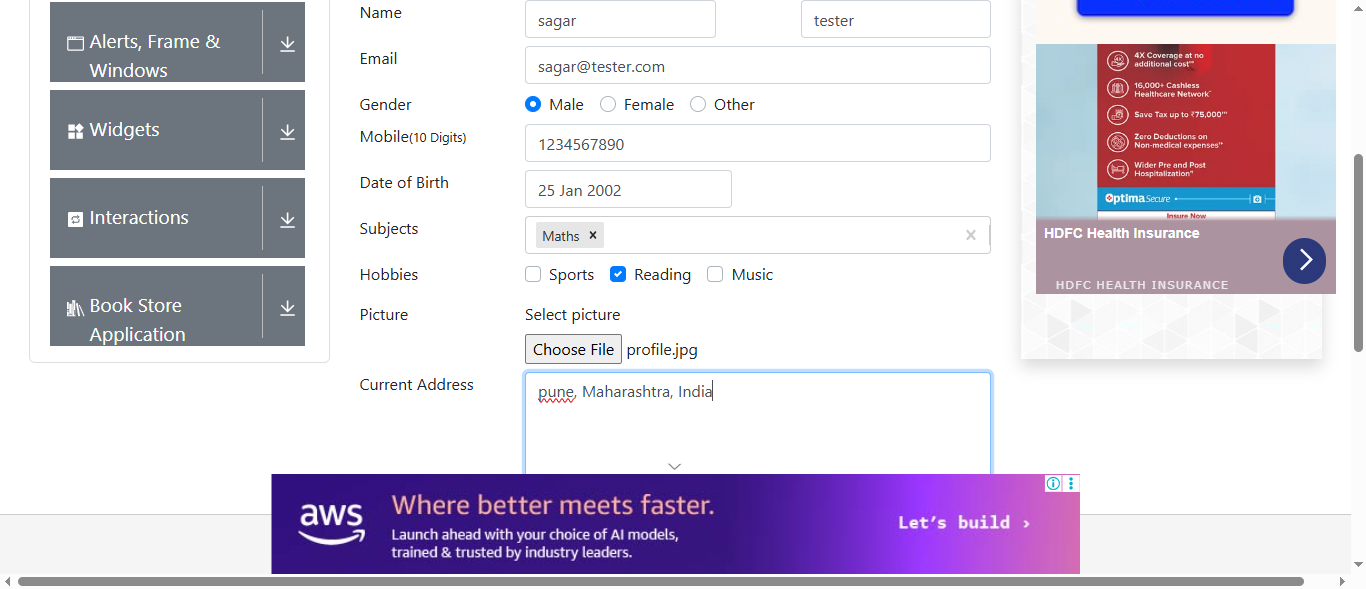 Alerts, Frame &
Windows
Widgets
Interactions
Book Store
Application
Name
sagar
tester
Email
sagar@tester.com
Gender
Male
Female
Other
Mobile(10 Digits)
1234567890
Date of Birth
25 Jan 2002
Subjects
Maths ×
×
Hobbies
Sports
Reading
Music
Picture
Select picture
Choose File profile.jpg
Current Address
pune, Maharashtra, India
4X Coverage at no
additional cost*^
16,000+ Cashless
Healthcare Network
Save Tax up to ₹75,000
Zero Deductions on
Non-medical expenses
Wider Pre and Post
Hospitalization
Optima Secure
Insure Now
HDFC Health Insurance
HDFC HEALTH INSURANCE
aws
Where better meets faster.
Launch ahead with your choice of AI models,
trained & trusted by industry leaders.
Let's build ›